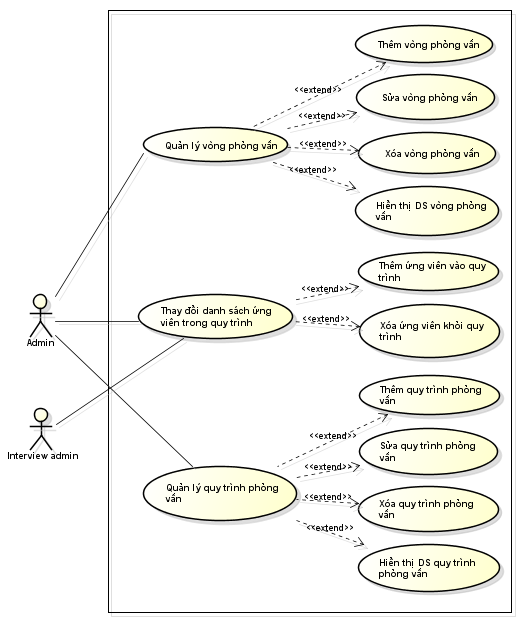 Thêm vòng phỏng vấn
<<extend>>
Sửa vòng phỏng vấn
<<extend>>
Quản lý vòng phỏng vấn
<<extend>>
Xóa vòng phỏng vấn
<<extend>>
Hiển thị DS vòng phỏng
vấn
Thêm ứng viên vào quy
trình
<<extend>>
Thay đổi danh sách ứng
viên trong quy trình
<<extend>>
Xóa ứng viên khỏi quy
trình
Admin
Interview admin
Thêm quy trình phỏng
vấn
<<extend>>
Sửa quy trình phỏng
vấn
<<extend>>
Quản lý quy trình phỏng
vấn
<<extend>>
Xóa quy trình phỏng
vấn
<<extend>>
Hiển thị DS quy trình
phỏng vấn